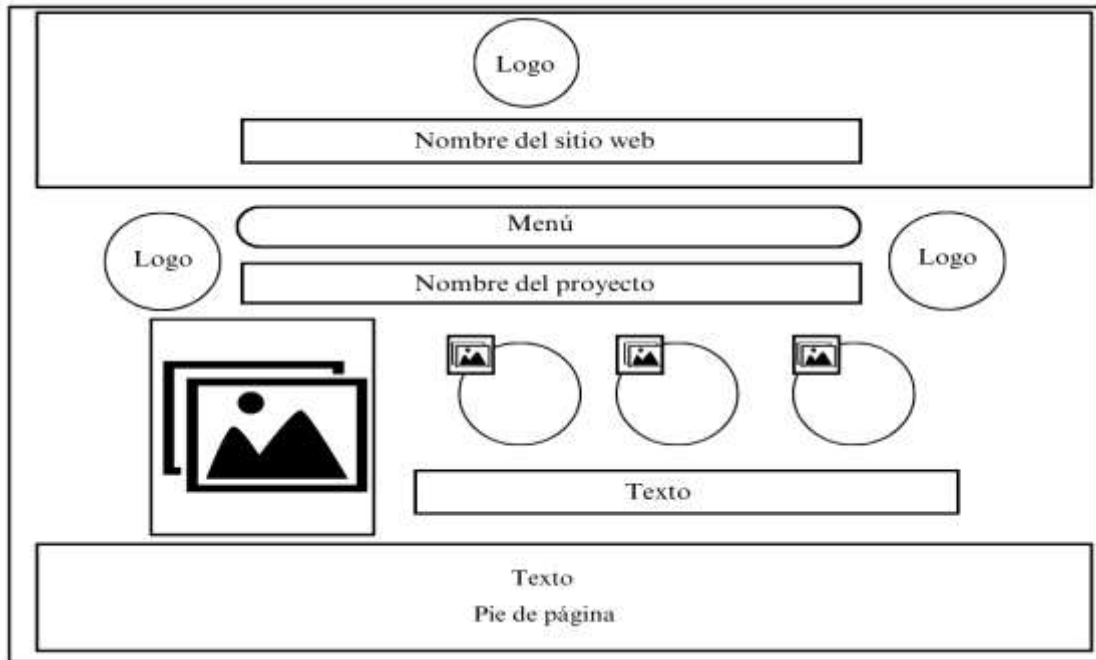 Logo
Nombre del sitio web
Menú
Logo
Logo
Nombre del proyecto
Texto
Texto
Pie de página